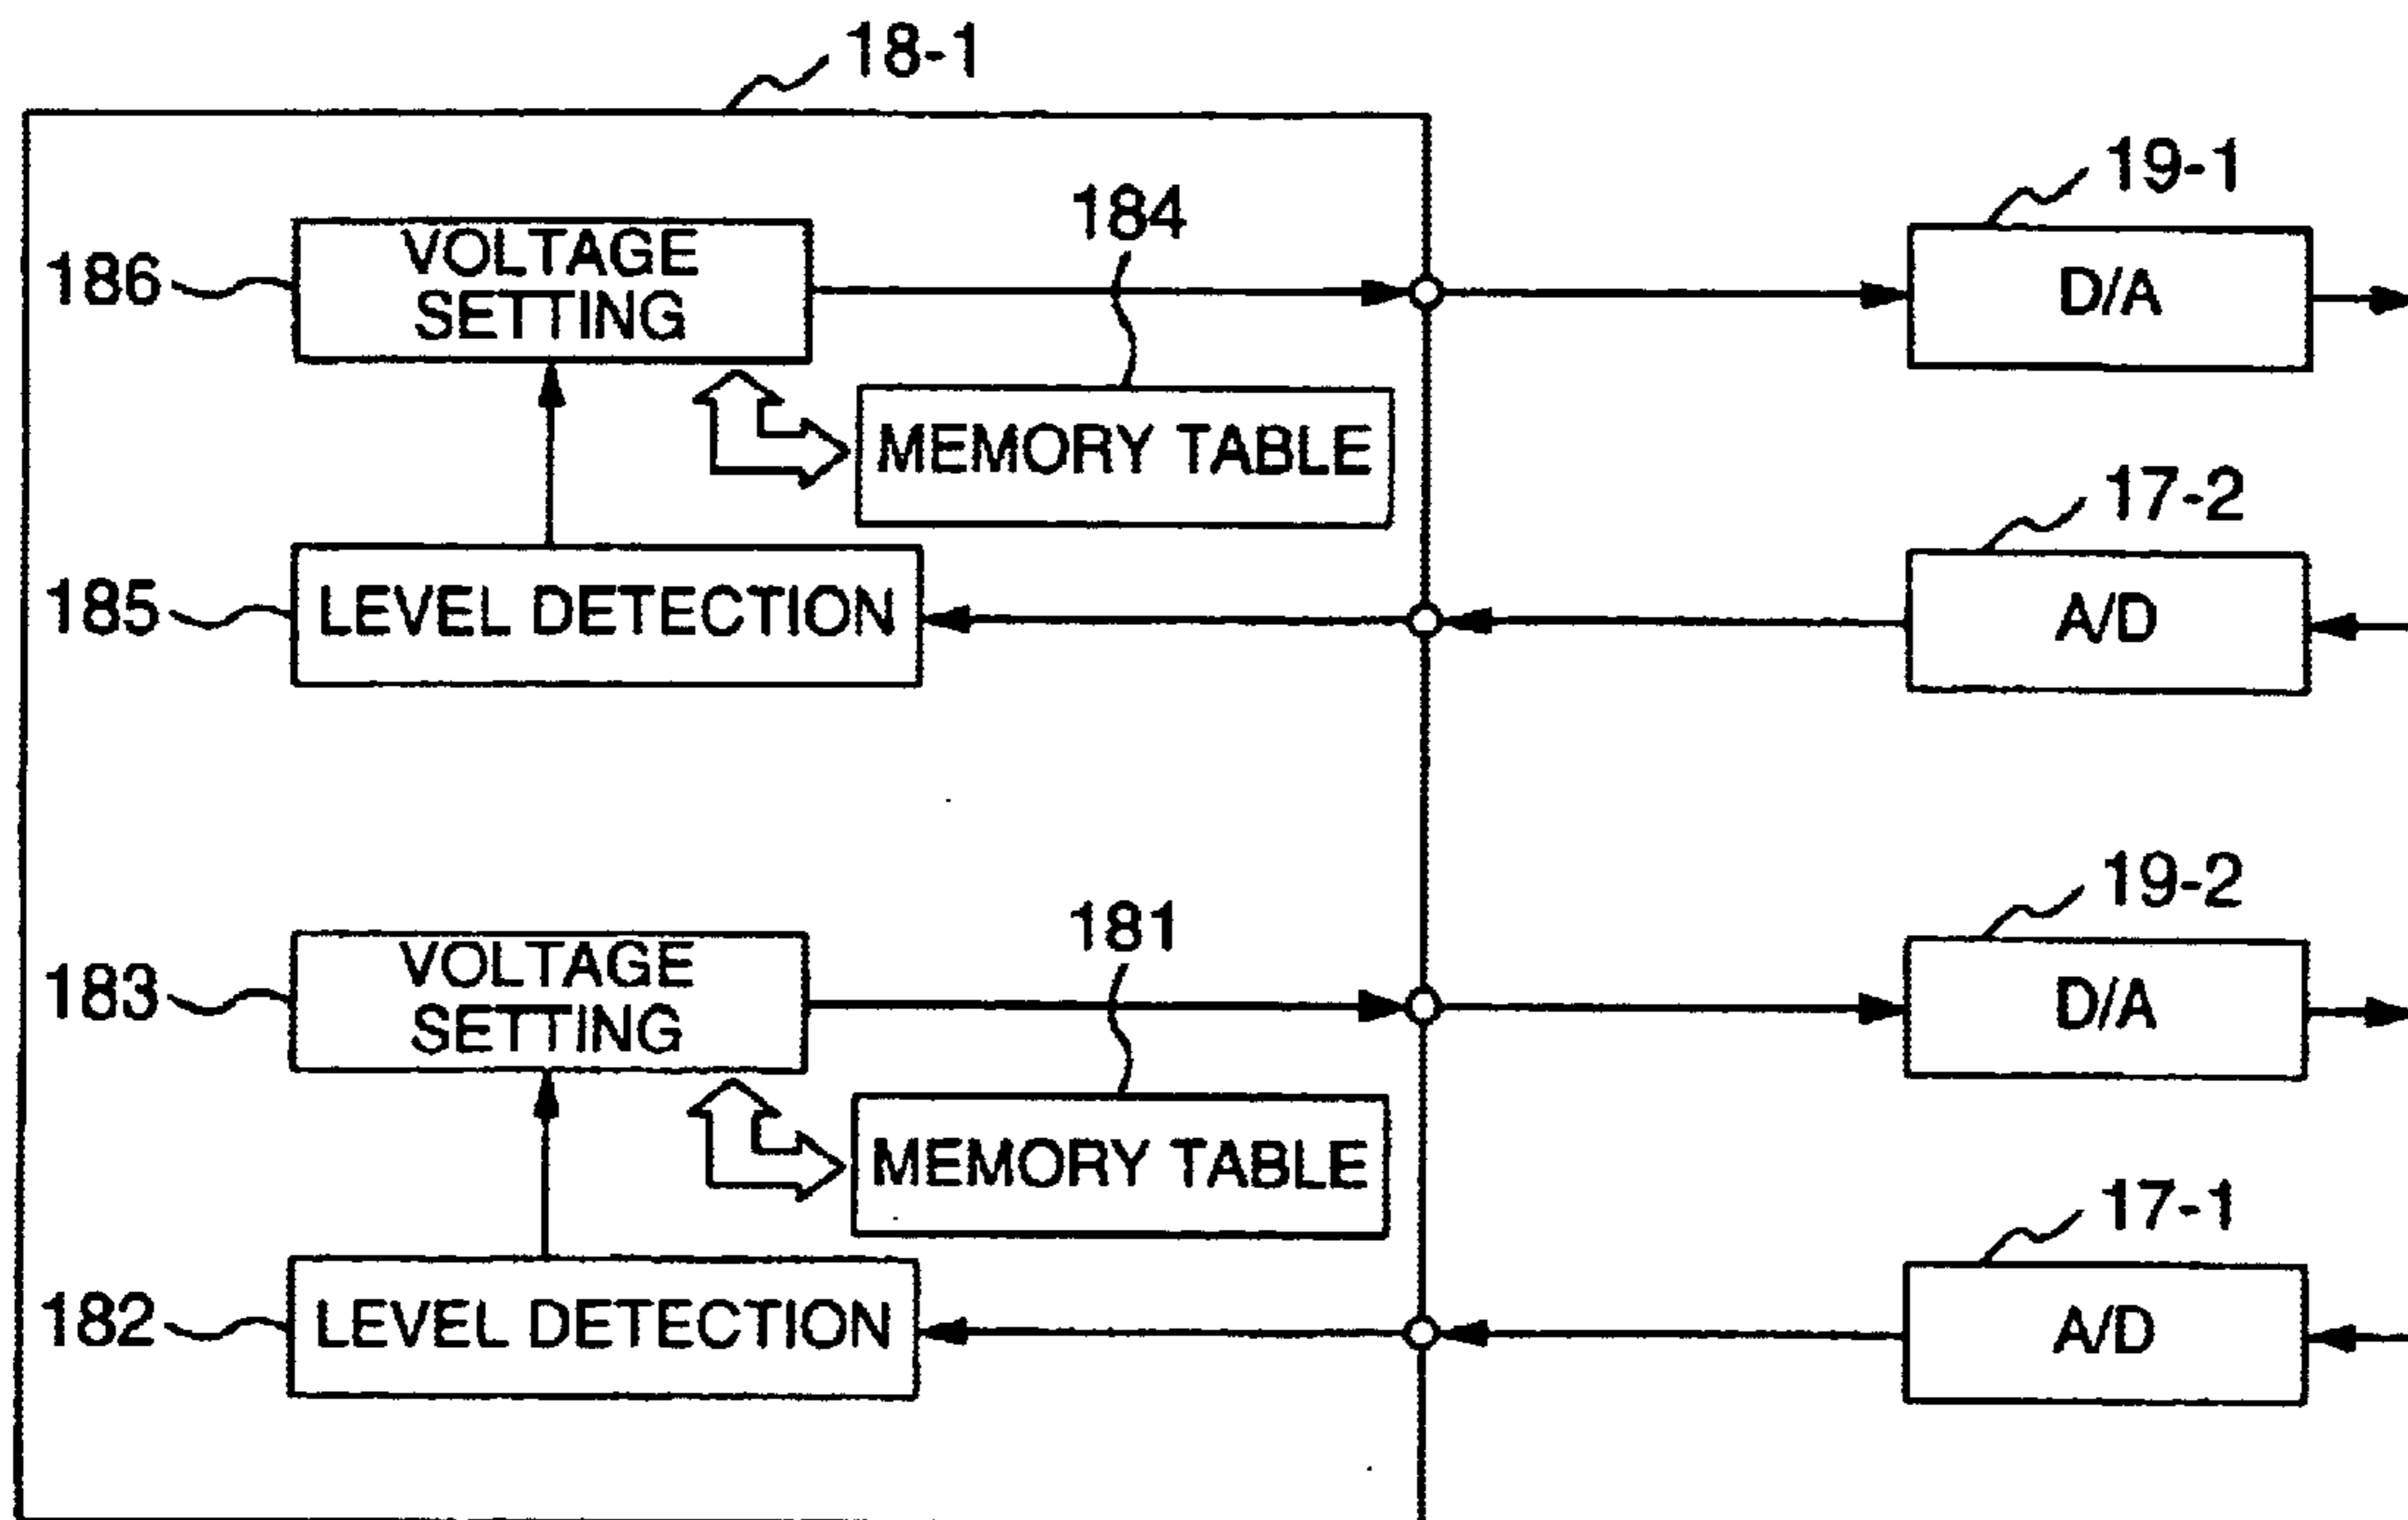 18-1
19-1
184
186
VOLTAGE
SETTING
D/A
MEMORY TABLE
17-2
185
LEVEL DETECTION
A/D
19-2
181
183
VOLTAGE
SETTING
D/A
MEMORY TABLE
17-1
182
LEVEL DETECTION
A/D